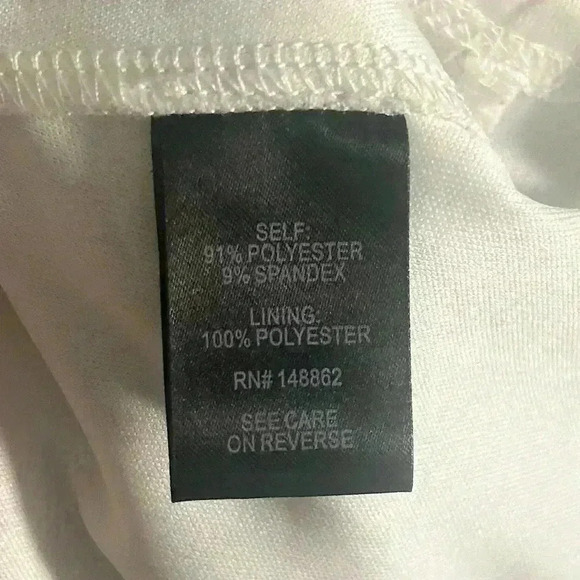 SELF:
91% POLYESTER
9% SPANDEX
LINING:
100% POLYESTER
RN# 148862
SEE CARE
ON REVERSE